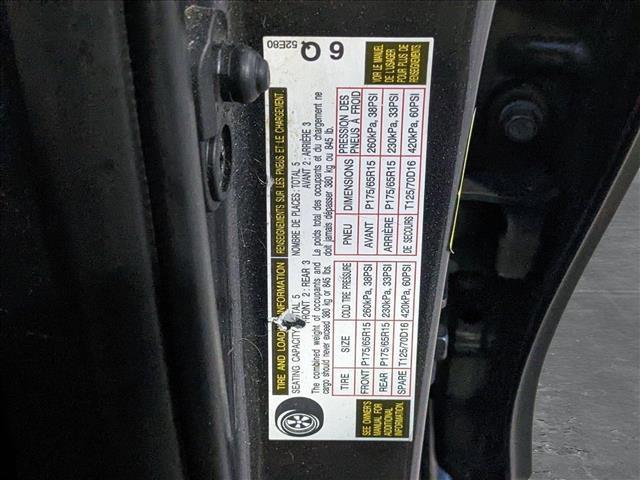 TIRE AND LOADING INFORMATION
RENSEIGNEMENTS SUR LES PNEUS ET LE CHARGEMENT
SEATING CAPACITY: TOTAL 5 FRONT 2: REAR 3
The combined weight of occupants and
cargo should never exceed 380 kg or 845 lbs.
NOMBRE DE PLACES: TOTAL 5
AVANT 2: ARRIÈRE 3
Le poids total des occupants et du chargement ne
doit jamais dépasser 380 kg ou 845 lb.
52E80
6 Q
TIRE SIZE COLD TIRE PRESSURE
FRONT P175/65R15 260kPa, 38PSI
REAR P175/65R15 230kPa, 33PSI
SPARE T125/70D16 420kPa, 60PSI
PNEU DIMENSIONS PRESSION DES
PNEUS À FROID
AVANT P175/65R15 260kPa, 38PSI
ARRIÈRE P175/65R15 230kPa, 33PSI
DE SECOURS T125/70D16 420kPa, 60PSI
SEE OWNER'S
MANUAL FOR
ADDITIONAL
INFORMATION
VOIR LE MANUEL
DE L'USAGER
POUR PLUS DE